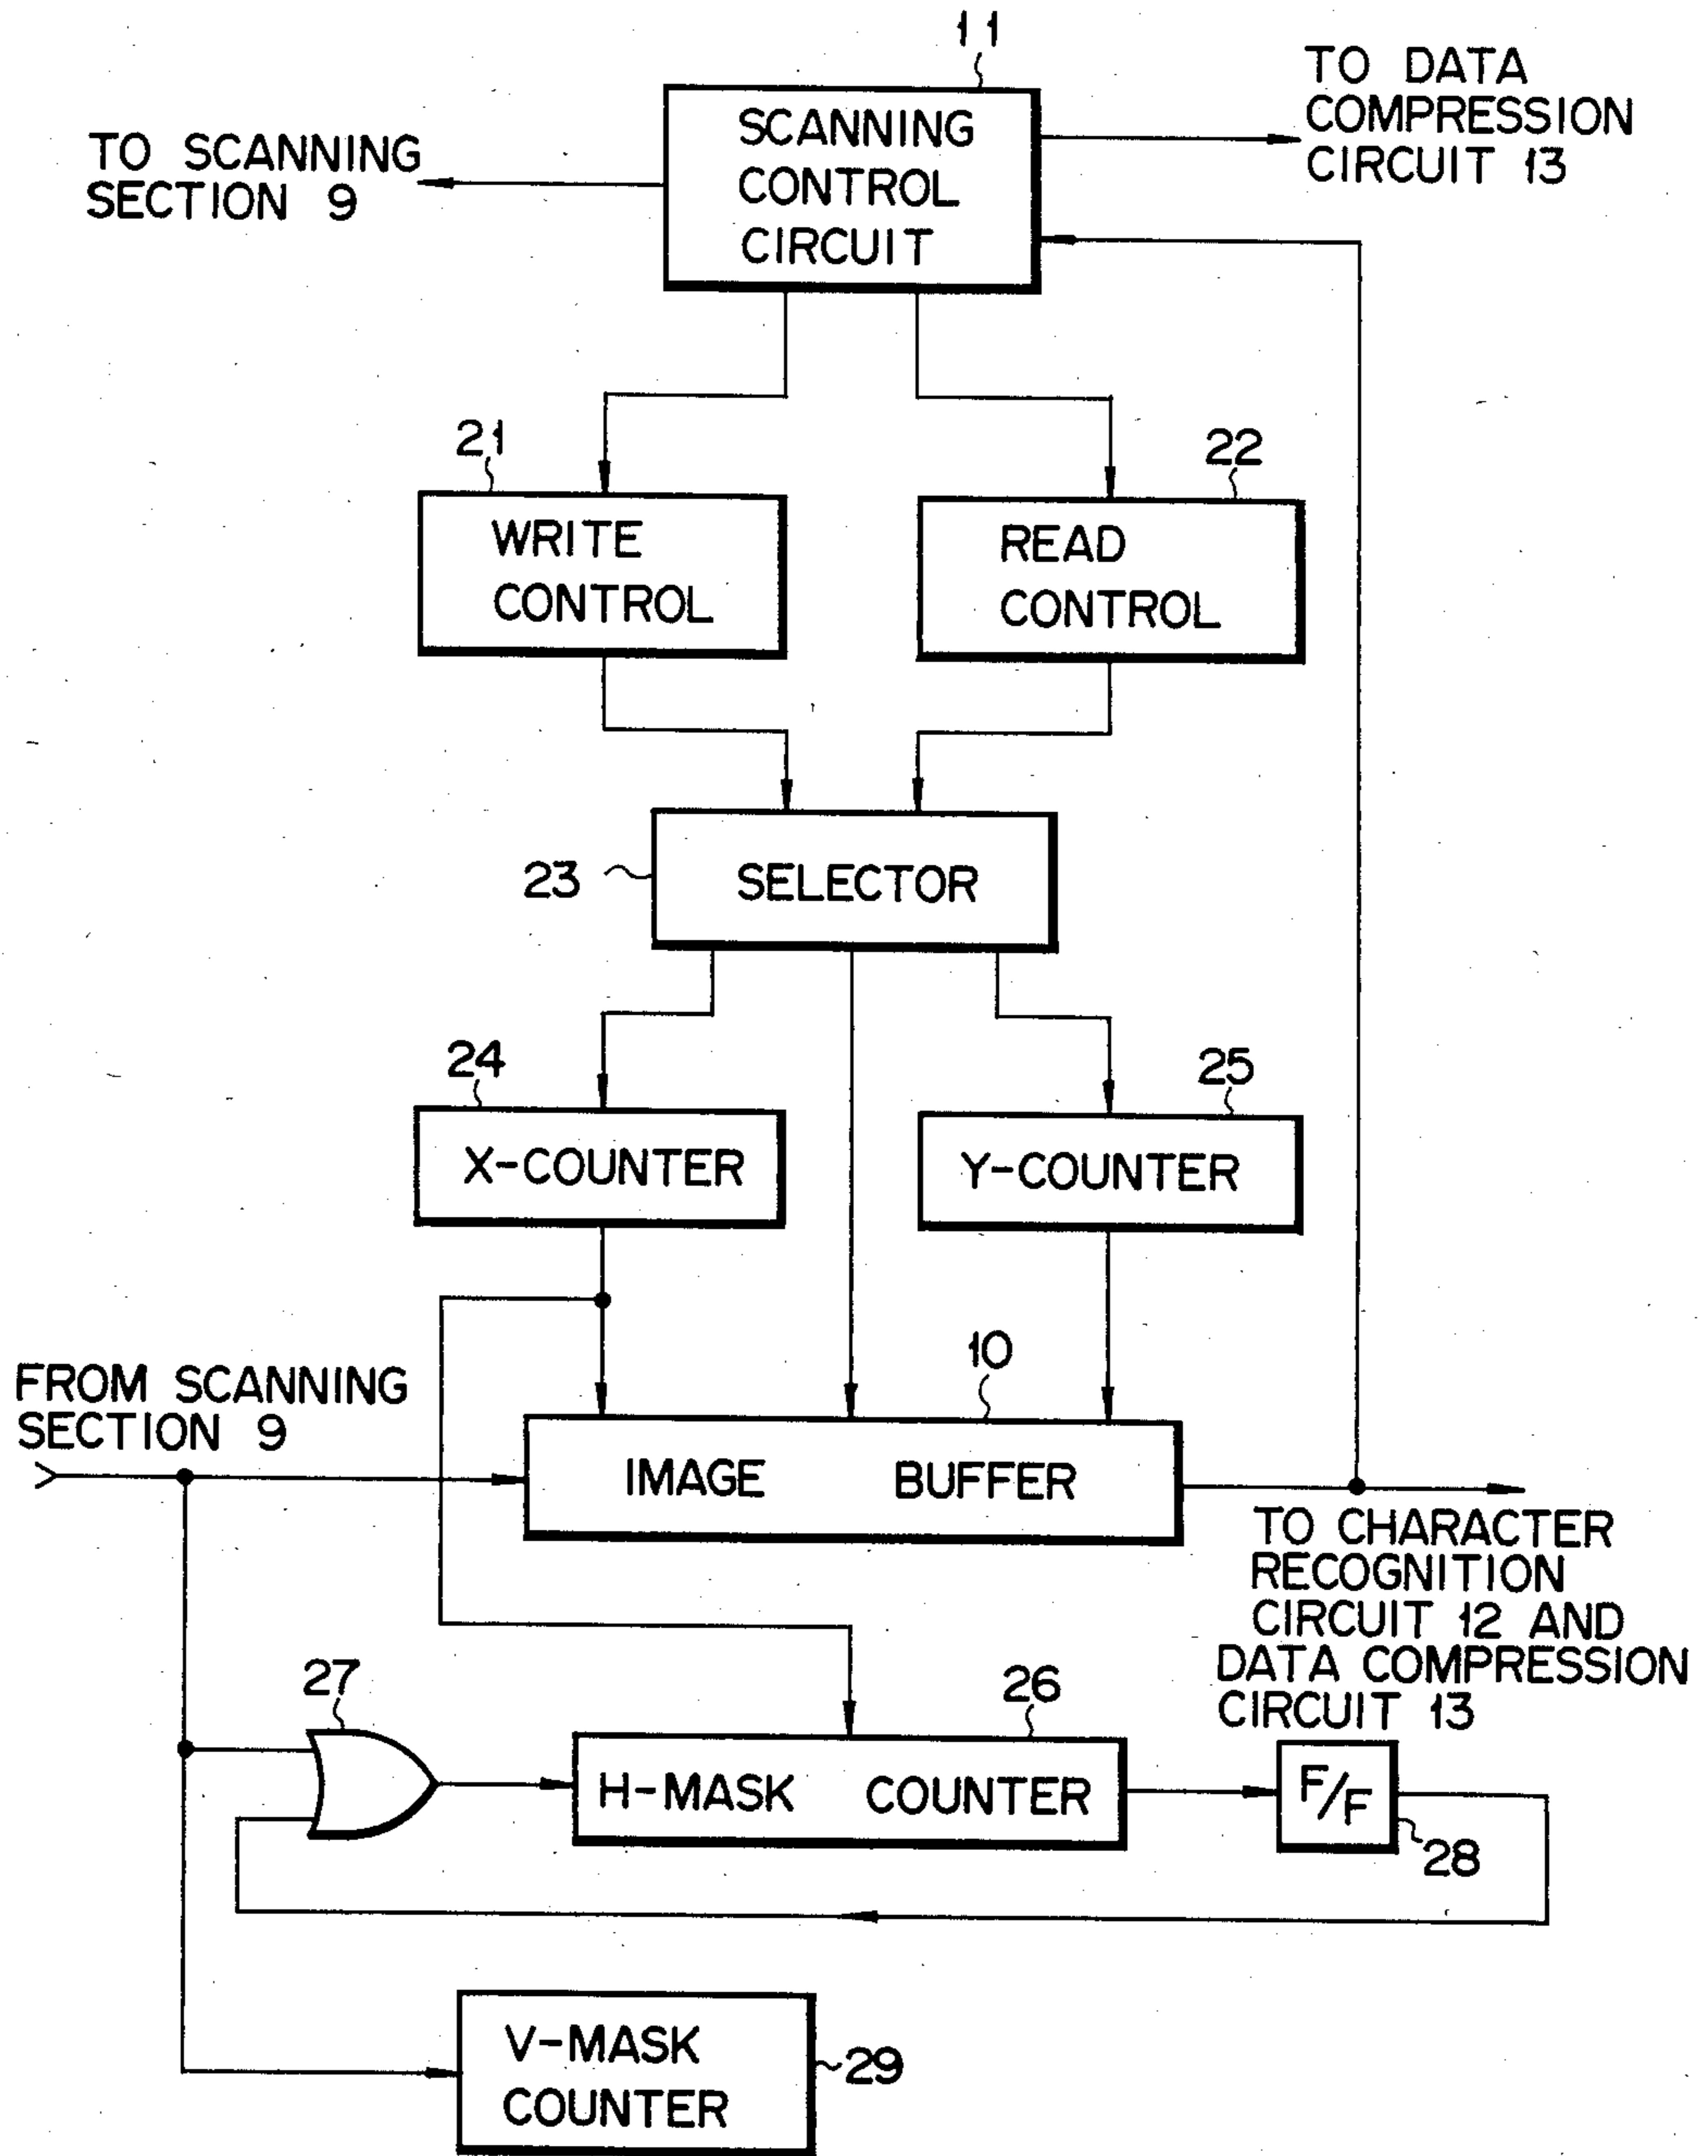 11
TO DATA
COMPRESSION
CIRCUIT 13
TO SCANNING
SECTION 9
SCANNING
CONTROL
CIRCUIT
21
22
WRITE
CONTROL
READ
CONTROL
23
SELECTOR
24
25
X-COUNTER
Y-COUNTER
10
FROM SCANNING
SECTION 9
IMAGE BUFFER
TO CHARACTER
RECOGNITION
CIRCUIT 12 AND
DATA COMPRESSION
CIRCUIT 13
27
26
H-MASK COUNTER
F/F
28
V-MASK
COUNTER
29